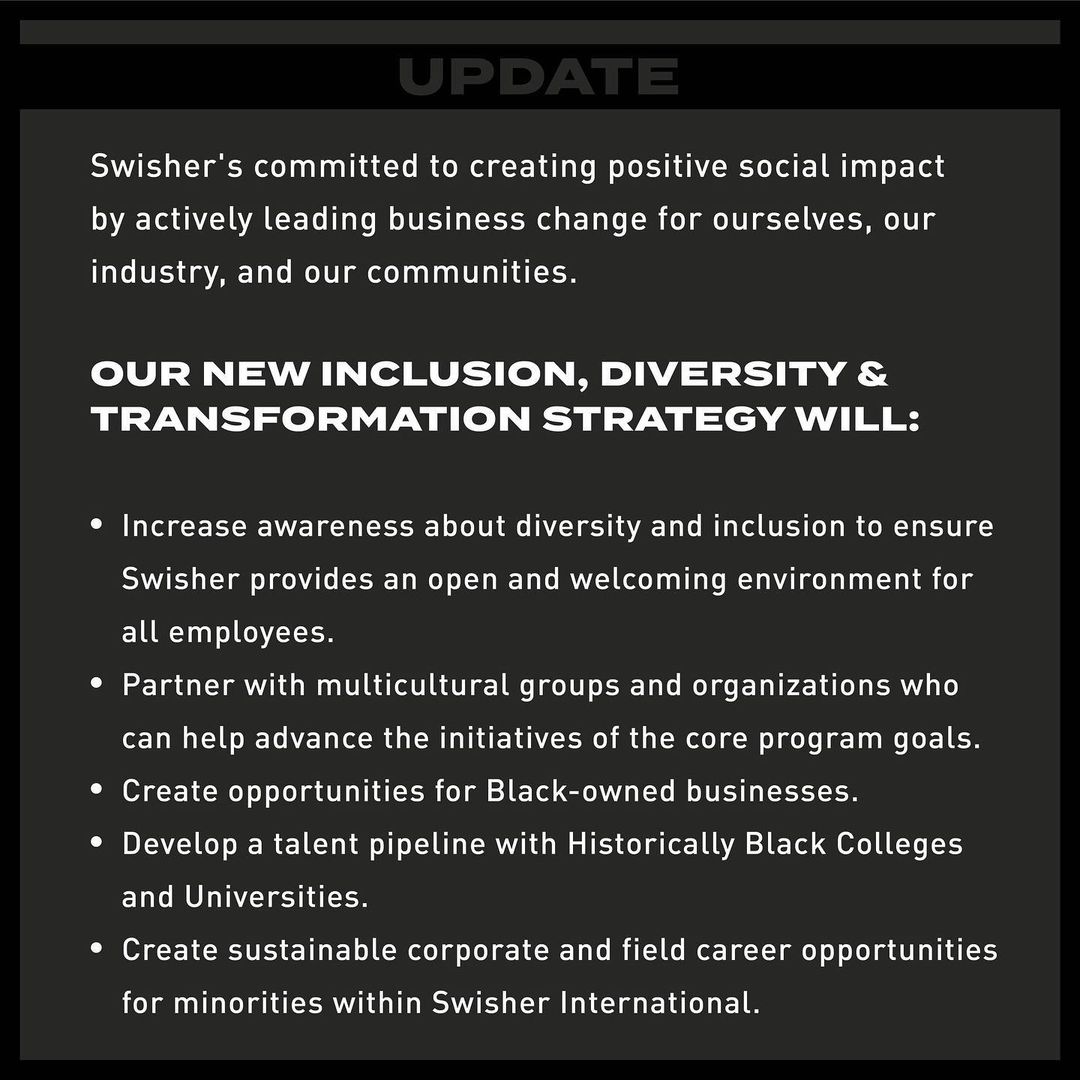 UPDATE
Swisher's committed to creating positive social impact
by actively leading business change for ourselves, our
industry, and our communities.
OUR NEW INCLUSION, DIVERSITY &
TRANSFORMATION STRATEGY WILL:
• Increase awareness about diversity and inclusion to ensure
Swisher provides an open and welcoming environment for
all employees.
• Partner with multicultural groups and organizations who
can help advance the initiatives of the core program goals.
• Create opportunities for Black-owned businesses.
• Develop a talent pipeline with Historically Black Colleges
and Universities.
• Create sustainable corporate and field career opportunities
for minorities within Swisher International.